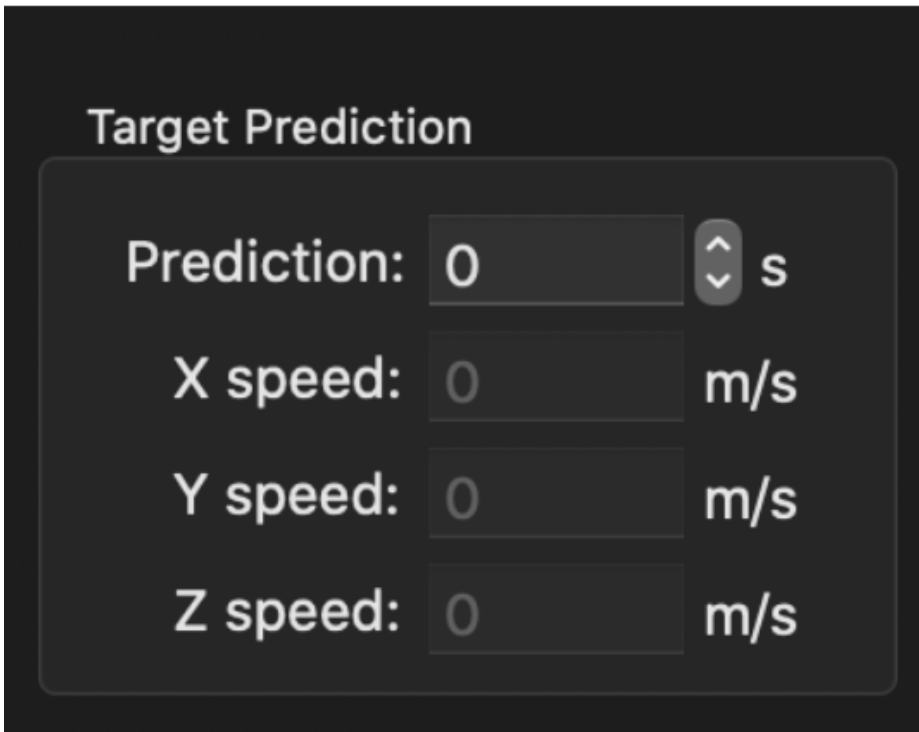 Target Prediction
Prediction: 0 s
X speed: 0 m/s
Y speed: 0 m/s
Z speed: 0 m/s